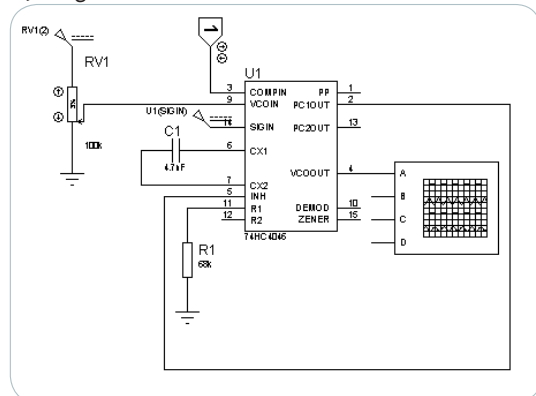 RV1(2)
1
RV1
100k
U1
3 COMPIN PP 1
9 VCOIN PC1OUT 2
U1(SIGIN)
14 SIGIN PC2OUT 13
C1
4.7nF
6 CX1
VCOOUT 4
7 CX2
5 INH
11 R1 DEMOD 10
12 R2 ZENER 15
74HC4046
R1
68k
A
B
C
D